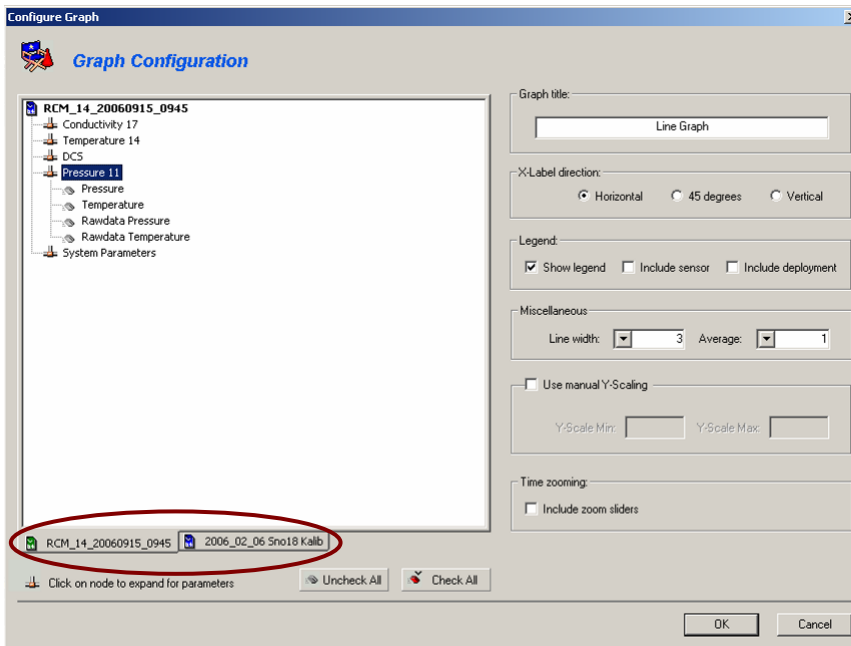 Configure Graph
Graph Configuration
RCM_14_20060915_0945
Conductivity 17
Temperature 14
DCS
Pressure 11
Pressure
Temperature
Rawdata Pressure
Rawdata Temperature
System Parameters
RCM_14_20060915_0945 2006_02_06 Sno18 Kalib
Click on node to expand for parameters Uncheck All Check All
Graph title:
Line Graph
X-Label direction:
Horizontal 45 degrees Vertical
Legend:
Show legend Include sensor Include deployment
Miscellaneous
Line width: 3 Average: 1
Use manual Y-Scaling
Y-Scale Min: Y-Scale Max:
Time zooming:
Include zoom sliders
OK Cancel